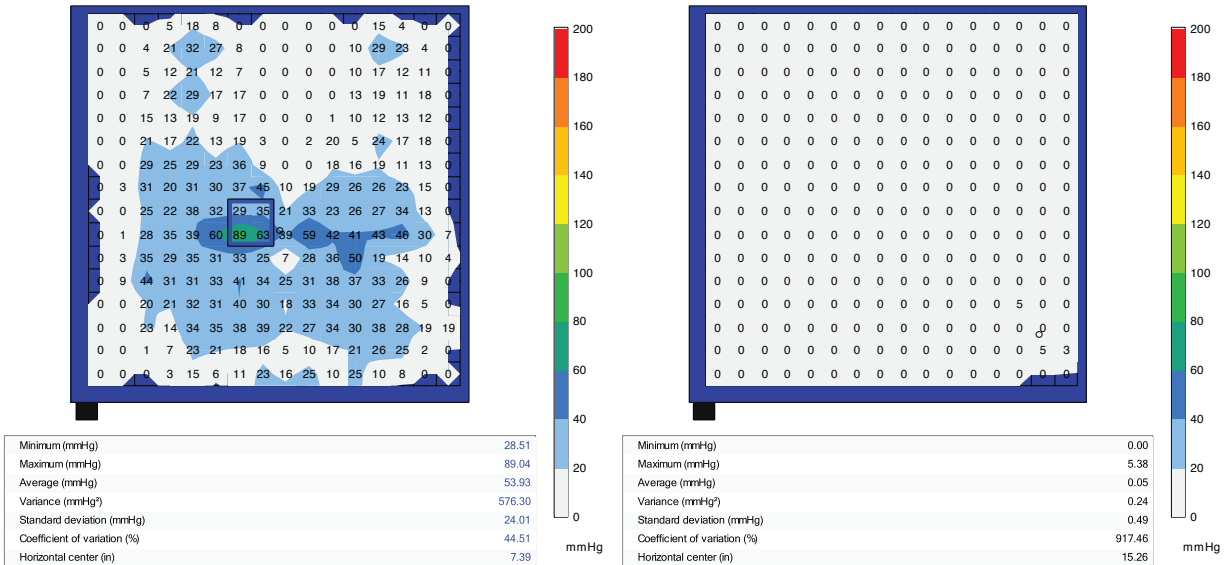 0 0 0 5 18 8 0 0 0 0 0 0 15 4 0 0
0 0 4 21 32 27 8 0 0 0 0 10 29 23 4 0
0 0 5 12 21 12 7 0 0 0 0 10 17 12 11 0
0 0 7 22 29 17 17 0 0 0 0 13 19 11 18 0
0 0 15 13 19 9 17 0 0 0 1 10 12 13 12 0
0 0 21 17 22 13 19 3 0 2 20 5 24 17 18 0
0 0 29 25 29 23 36 9 0 0 18 16 19 11 13 0
0 3 31 20 31 30 37 45 10 19 29 26 26 23 15 0
0 0 25 22 38 32 29 35 21 33 23 26 27 34 13 0
0 1 28 35 39 60 89 63 39 59 42 41 43 46 30 7
0 3 35 29 35 31 33 25 7 28 36 50 19 14 10 4
0 9 44 31 31 33 41 34 25 31 38 37 33 26 9 0
0 0 20 21 32 31 40 30 18 33 34 30 27 16 5 0
0 0 23 14 34 35 38 39 22 27 34 30 38 28 19 19
0 0 1 7 23 21 18 16 5 10 17 21 26 25 2 0
0 0 0 3 15 6 11 23 16 25 10 25 10 8 0 0
200
180
160
140
120
100
80
60
40
20
0
mmHg
Minimum (mmHg) 28.51
Maximum (mmHg) 89.04
Average (mmHg) 53.93
Variance (mmHg²) 576.30
Standard deviation (mmHg) 24.01
Coefficient of variation (%) 44.51
Horizontal center (in) 7.39
0 0 0 0 0 0 0 0 0 0 0 0 0 0 0 0
0 0 0 0 0 0 0 0 0 0 0 0 0 0 0 0
0 0 0 0 0 0 0 0 0 0 0 0 0 0 0 0
0 0 0 0 0 0 0 0 0 0 0 0 0 0 0 0
0 0 0 0 0 0 0 0 0 0 0 0 0 0 0 0
0 0 0 0 0 0 0 0 0 0 0 0 0 0 0 0
0 0 0 0 0 0 0 0 0 0 0 0 0 0 0 0
0 0 0 0 0 0 0 0 0 0 0 0 0 0 0 0
0 0 0 0 0 0 0 0 0 0 0 0 0 0 0 0
0 0 0 0 0 0 0 0 0 0 0 0 0 0 0 0
0 0 0 0 0 0 0 0 0 0 0 0 0 0 0 0
0 0 0 0 0 0 0 0 0 0 0 0 0 0 0 0
0 0 0 0 0 0 0 0 0 0 0 0 0 5 0 0
0 0 0 0 0 0 0 0 0 0 0 0 0 0 0 0
0 0 0 0 0 0 0 0 0 0 0 0 0 0 5 3
0 0 0 0 0 0 0 0 0 0 0 0 0 0 0 0
200
180
160
140
120
100
80
60
40
20
0
mmHg
Minimum (mmHg) 0.00
Maximum (mmHg) 5.38
Average (mmHg) 0.05
Variance (mmHg²) 0.24
Standard deviation (mmHg) 0.49
Coefficient of variation (%) 917.46
Horizontal center (in) 15.26